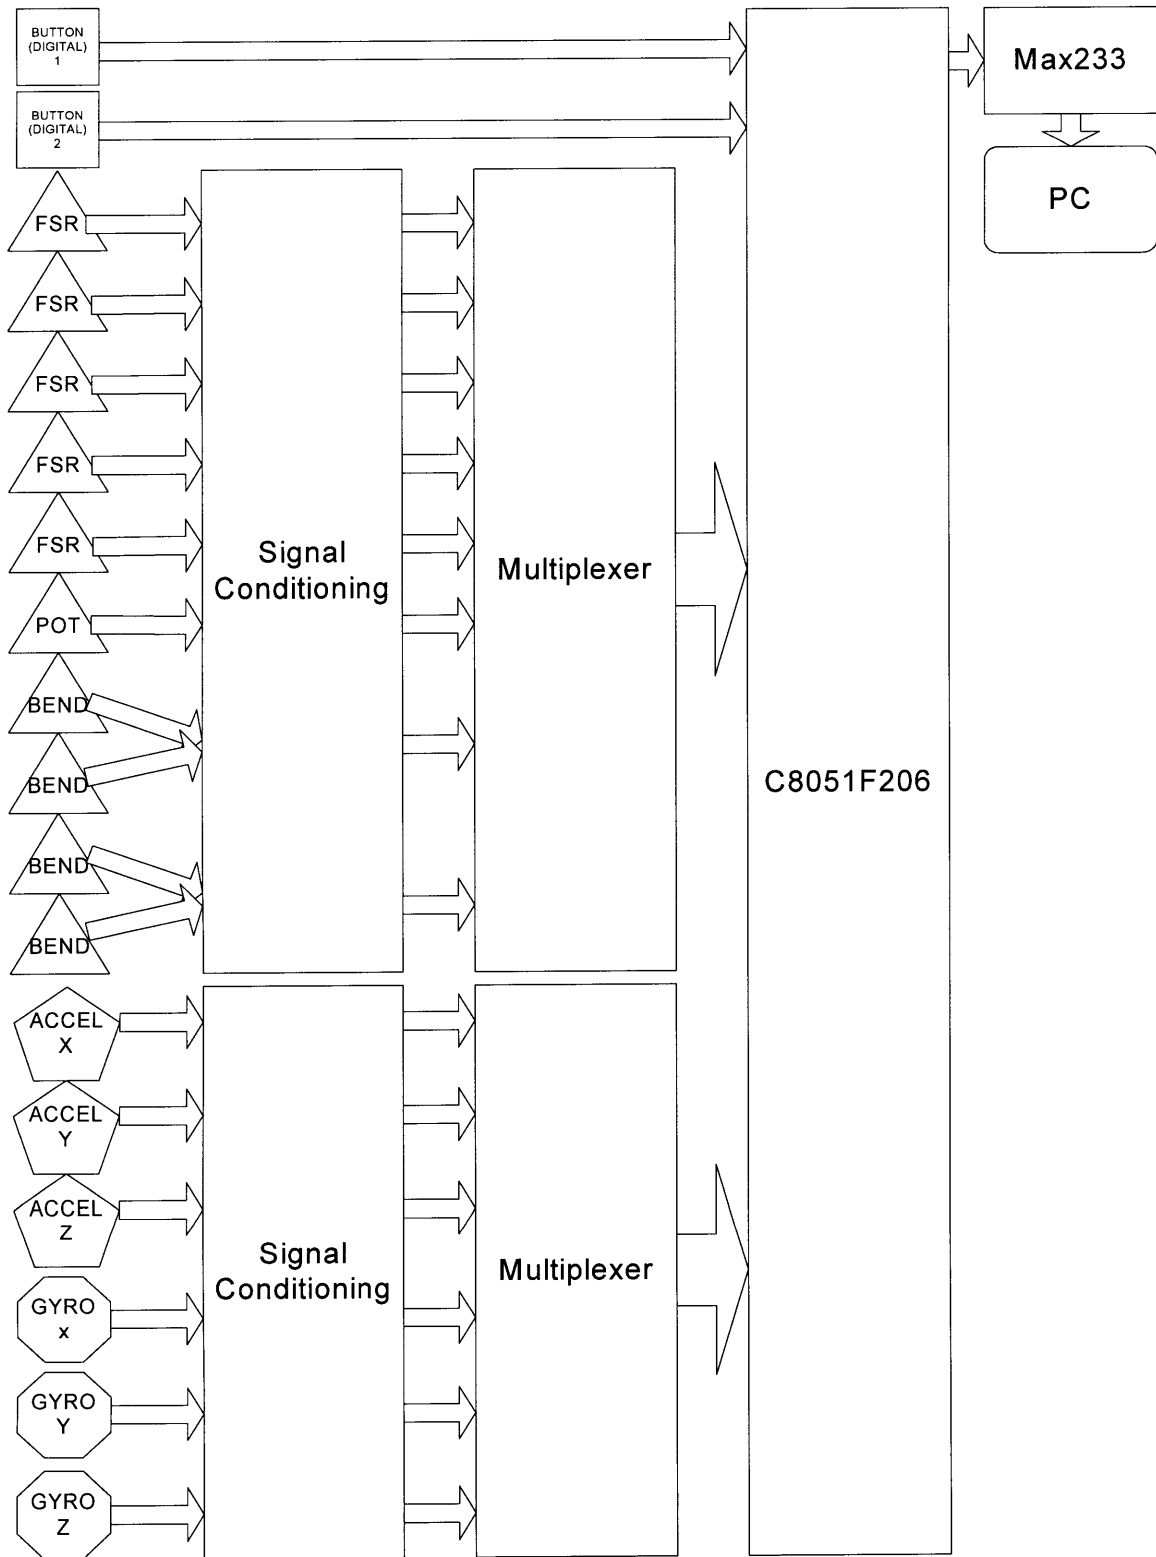 BUTTON
(DIGITAL)
1
BUTTON
(DIGITAL)
2
FSR
FSR
FSR
FSR
FSR
POT
BEND
BEND
BEND
BEND
ACCEL
X
ACCEL
Y
ACCEL
Z
GYRO
x
GYRO
Y
GYRO
Z
Signal
Conditioning
Signal
Conditioning
Multiplexer
Multiplexer
C8051F206
Max233
PC